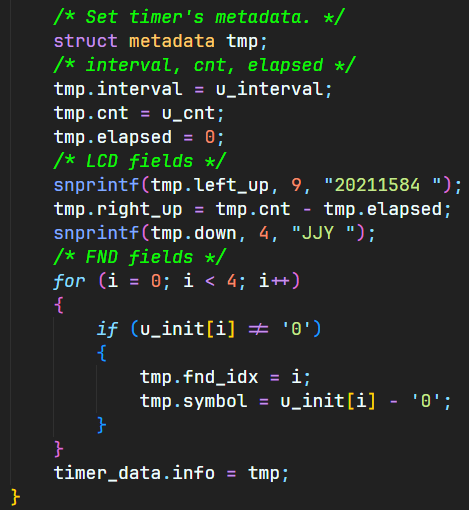 /* Set timer's metadata. */
struct metadata tmp;
/* interval, cnt, elapsed */
tmp.interval = u_interval;
tmp.cnt = u_cnt;
tmp.elapsed = 0;
/* LCD fields */
snprintf(tmp.left_up, 9, "20211584 ");
tmp.right_up = tmp.cnt - tmp.elapsed;
snprintf(tmp.down, 4, "JJY ");
/* FND fields */
for (i = 0; i < 4; i++)
{
if (u_init[i] != '0')
{
tmp.fnd_idx = i;
tmp.symbol = u_init[i] - '0';
}
}
timer_data.info = tmp;
}